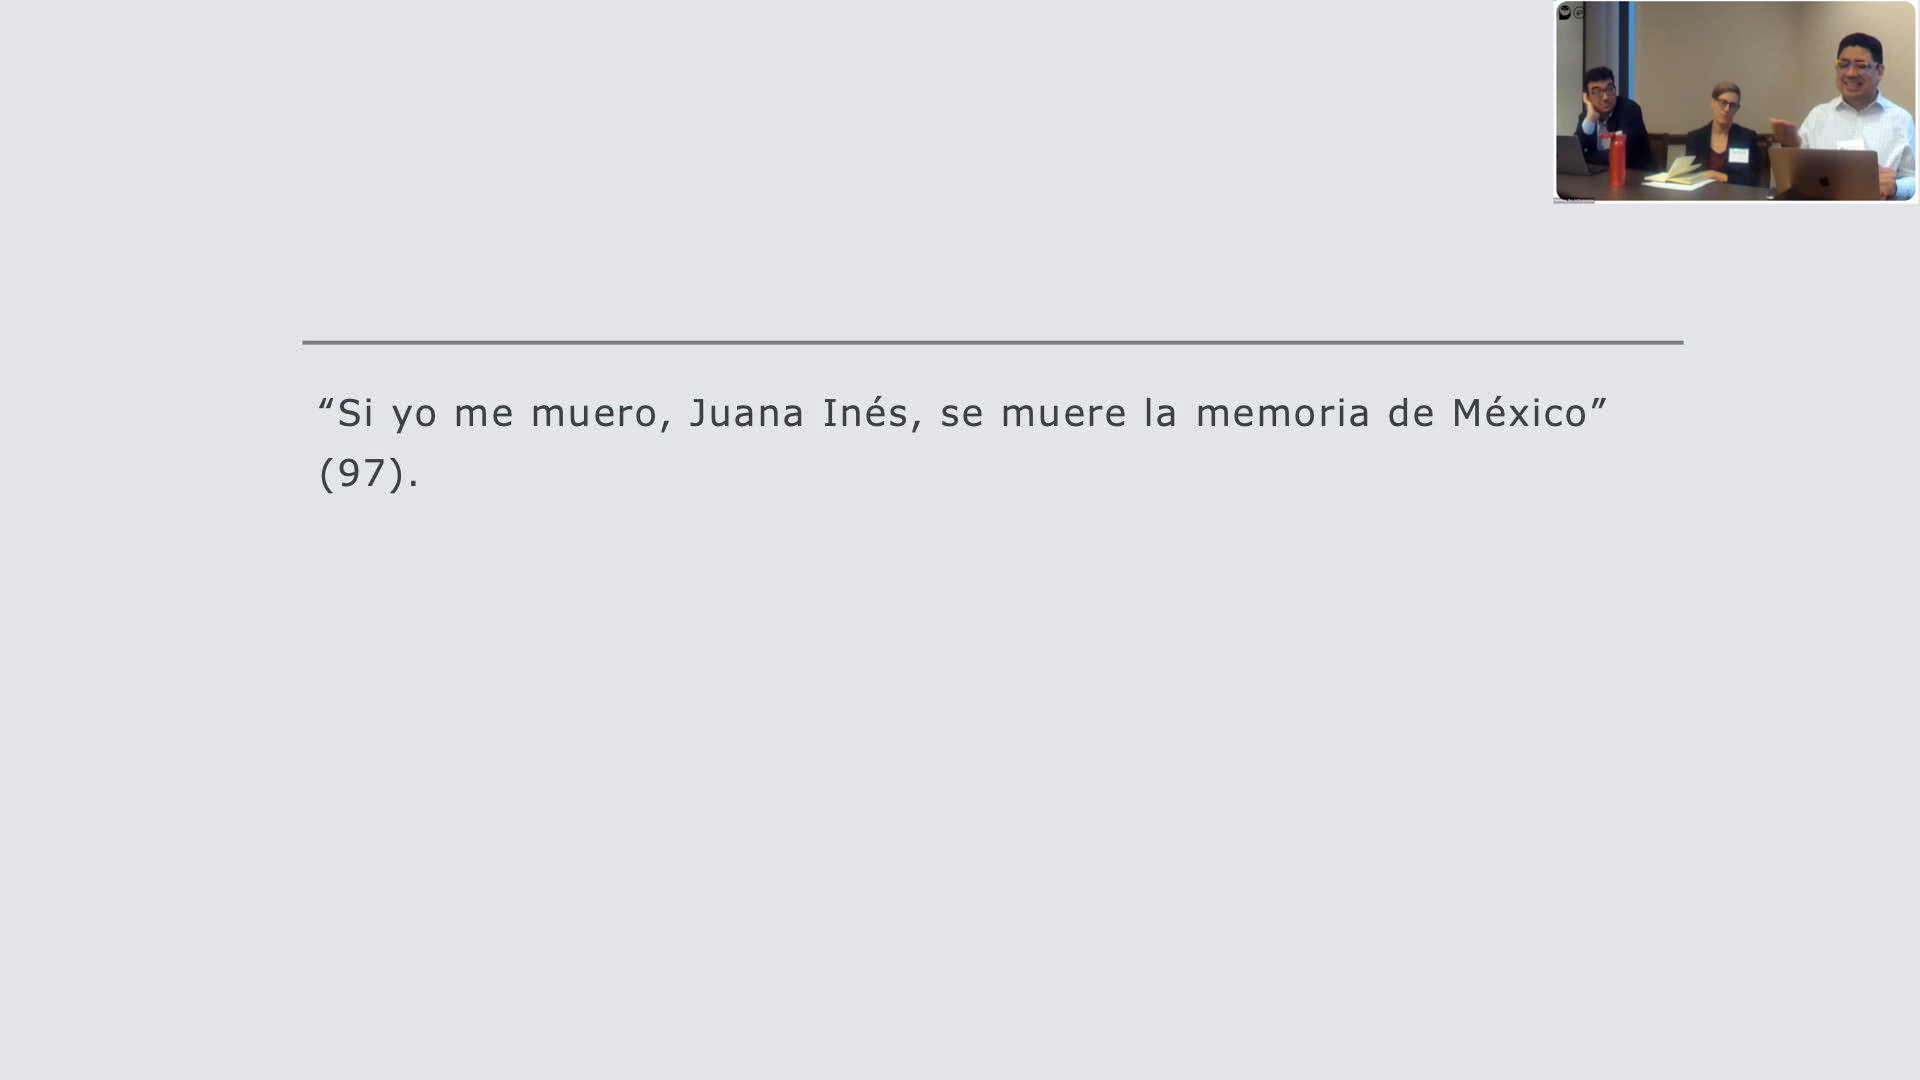 “Si yo me muero, Juana Inés, se muere la memoria de México”
(97).